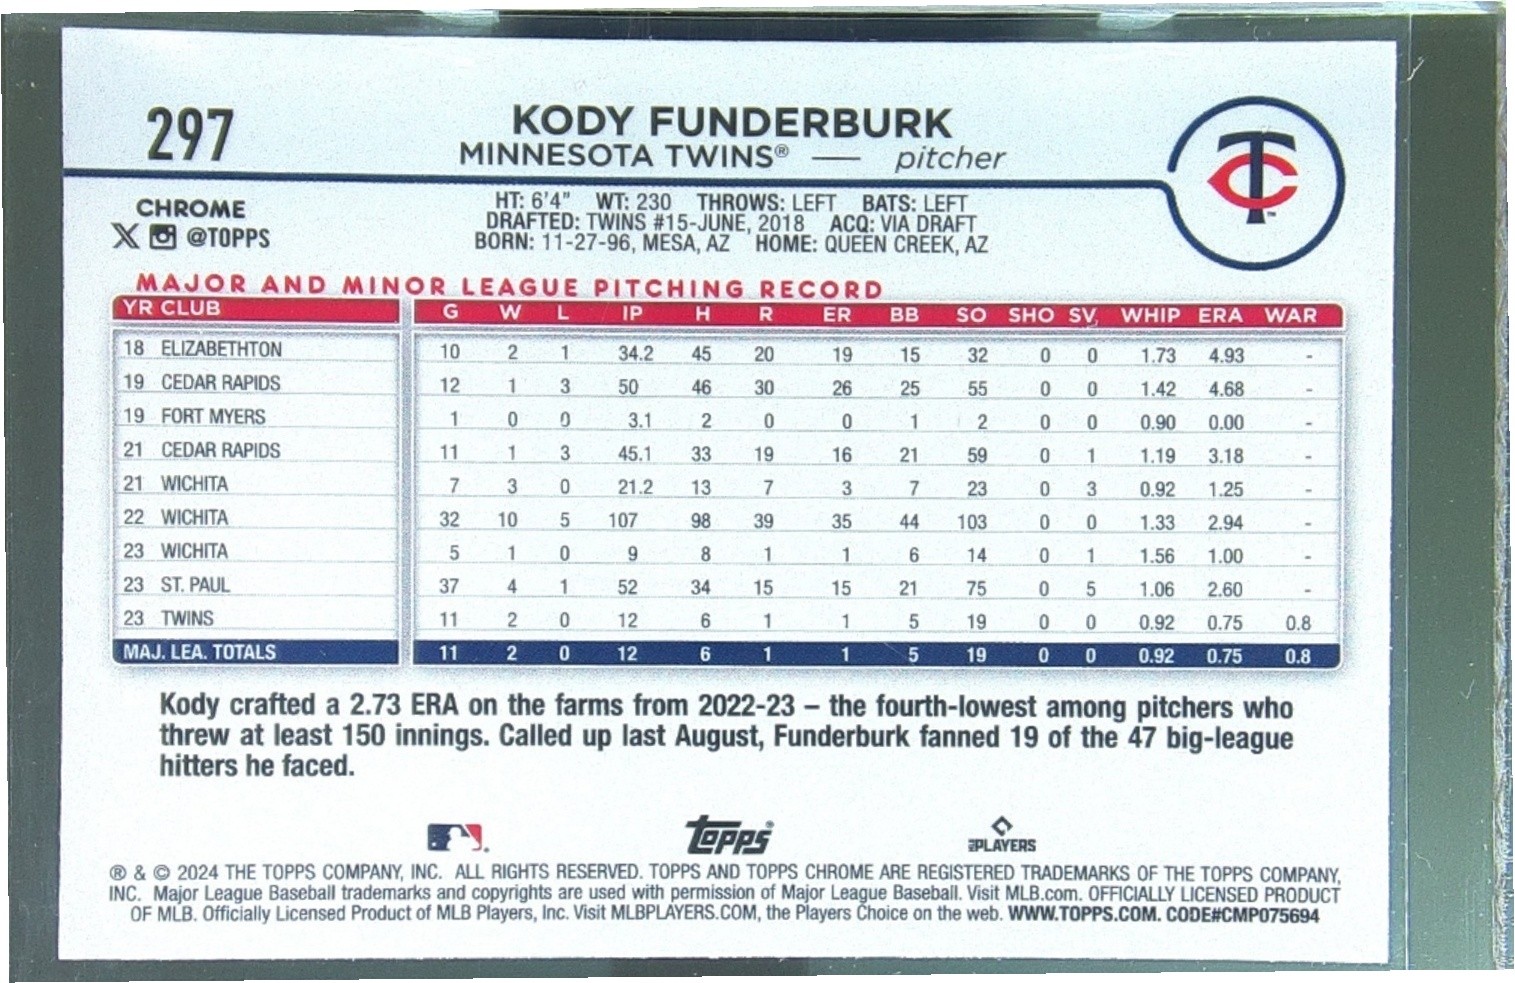 297
KODY FUNDERBURK
MINNESOTA TWINS® — pitcher
TC
™
CHROME
X @TOPPS
HT: 6'4" WT: 230 THROWS: LEFT BATS: LEFT
DRAFTED: TWINS #15-JUNE, 2018 ACQ: VIA DRAFT
BORN: 11-27-96, MESA, AZ HOME: QUEEN CREEK, AZ
MAJOR AND MINOR LEAGUE PITCHING RECORD
YR CLUB G W L IP H R ER BB SO SHO SV WHIP ERA WAR
18 ELIZABETHTON 10 2 1 34.2 45 20 19 15 32 0 0 1.73 4.93 -
19 CEDAR RAPIDS 12 1 3 50 46 30 26 25 55 0 0 1.42 4.68 -
19 FORT MYERS 1 0 0 3.1 2 0 0 1 2 0 0 0.90 0.00 -
21 CEDAR RAPIDS 11 1 3 45.1 33 19 16 21 59 0 1 1.19 3.18 -
21 WICHITA 7 3 0 21.2 13 7 3 7 23 0 3 0.92 1.25 -
22 WICHITA 32 10 5 107 98 39 35 44 103 0 0 1.33 2.94 -
23 WICHITA 5 1 0 9 8 1 1 6 14 0 1 1.56 1.00 -
23 ST. PAUL 37 4 1 52 34 15 15 21 75 0 5 1.06 2.60 -
23 TWINS 11 2 0 12 6 1 1 5 19 0 0 0.92 0.75 0.8
MAJ. LEA. TOTALS 11 2 0 12 6 1 1 5 19 0 0 0.92 0.75 0.8
Kody crafted a 2.73 ERA on the farms from 2022-23 – the fourth-lowest among pitchers who
threw at least 150 innings. Called up last August, Funderburk fanned 19 of the 47 big-league
hitters he faced.
Topps® PLAYERS
® & © 2024 THE TOPPS COMPANY, INC. ALL RIGHTS RESERVED. TOPPS AND TOPPS CHROME ARE REGISTERED TRADEMARKS OF THE TOPPS COMPANY,
INC. Major League Baseball trademarks and copyrights are used with permission of Major League Baseball. Visit MLB.com. OFFICIALLY LICENSED PRODUCT
OF MLB. Officially Licensed Product of MLB Players, Inc. Visit MLBPLAYERS.COM, the Players Choice on the web. WWW.TOPPS.COM. CODE#CMP075694